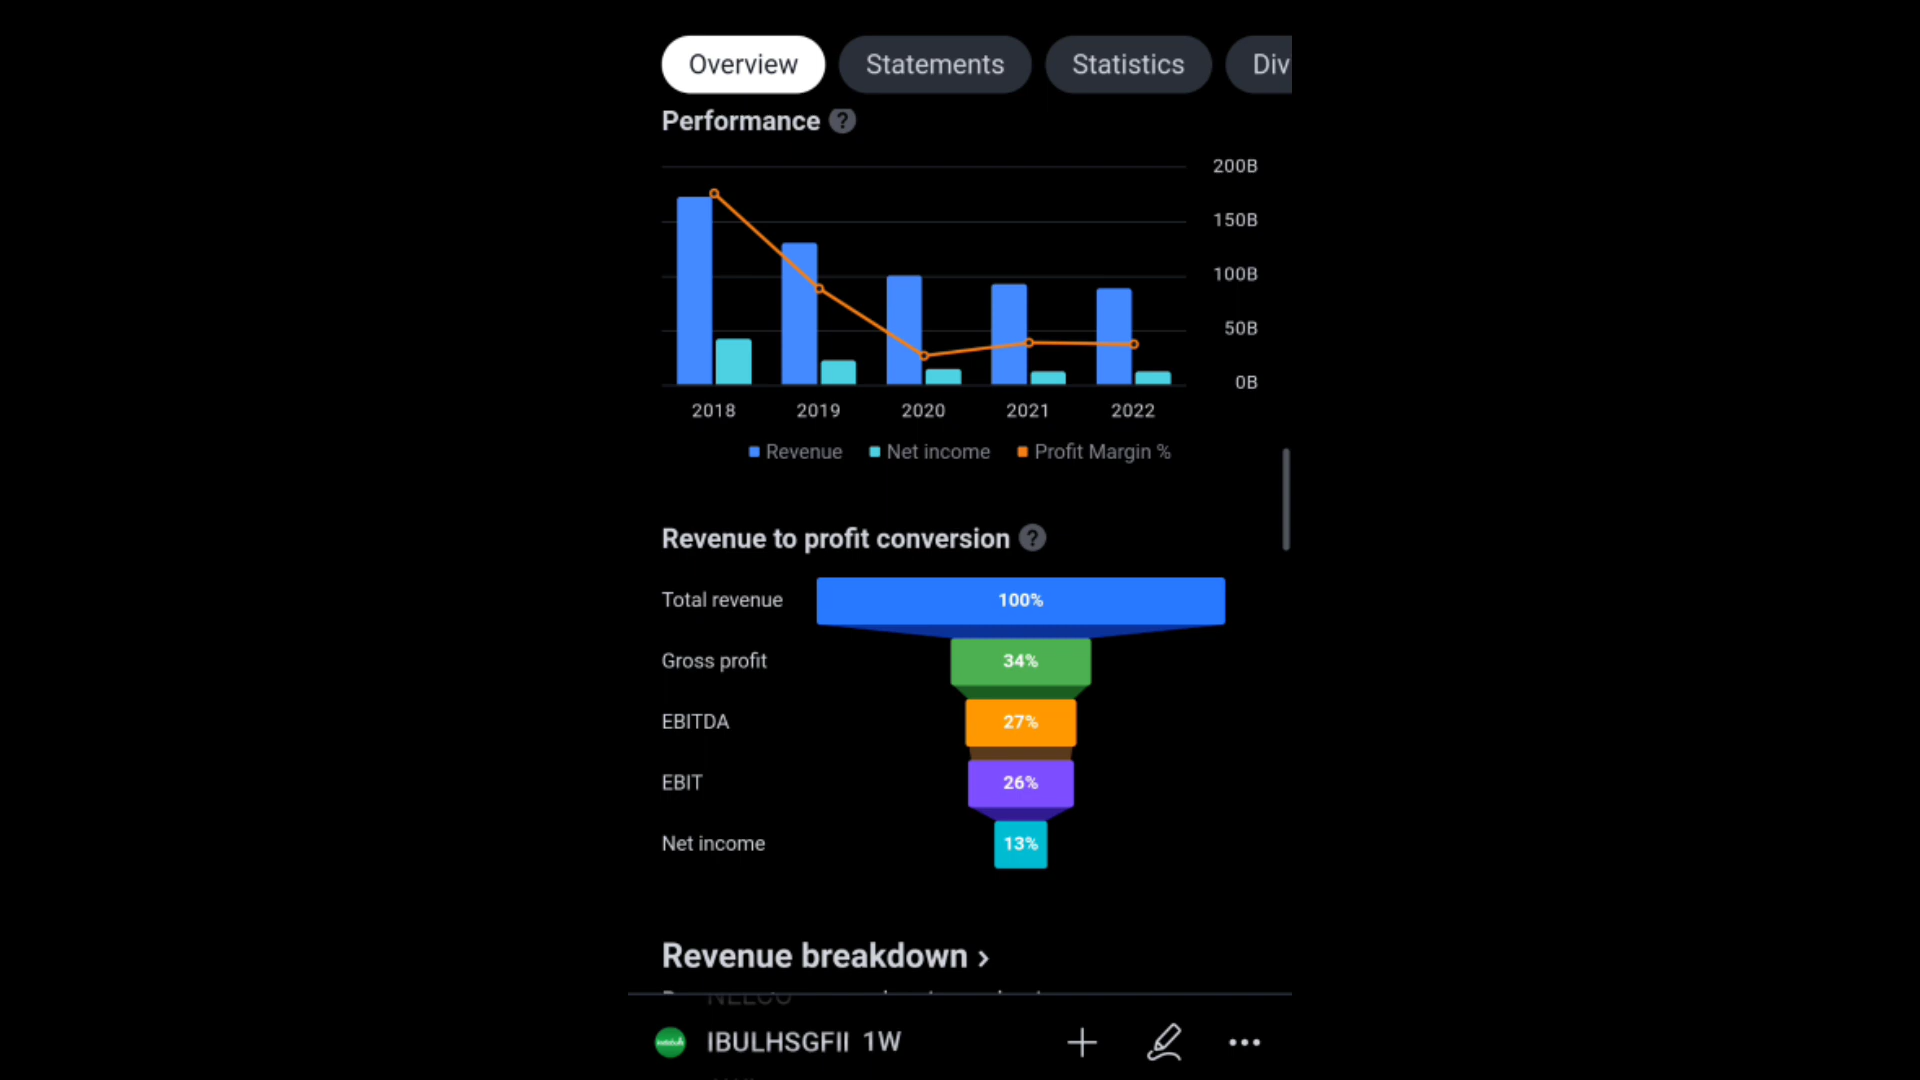 Overview Statements Statistics Div
Performance ?
200B
150B
100B
50B
0B
2018 2019 2020 2021 2022
Revenue Net income Profit Margin %
Revenue to profit conversion ?
Total revenue 100%
Gross profit 34%
EBITDA 27%
EBIT 26%
Net income 13%
Revenue breakdown ›
NELCO
IBULHSGFII 1W